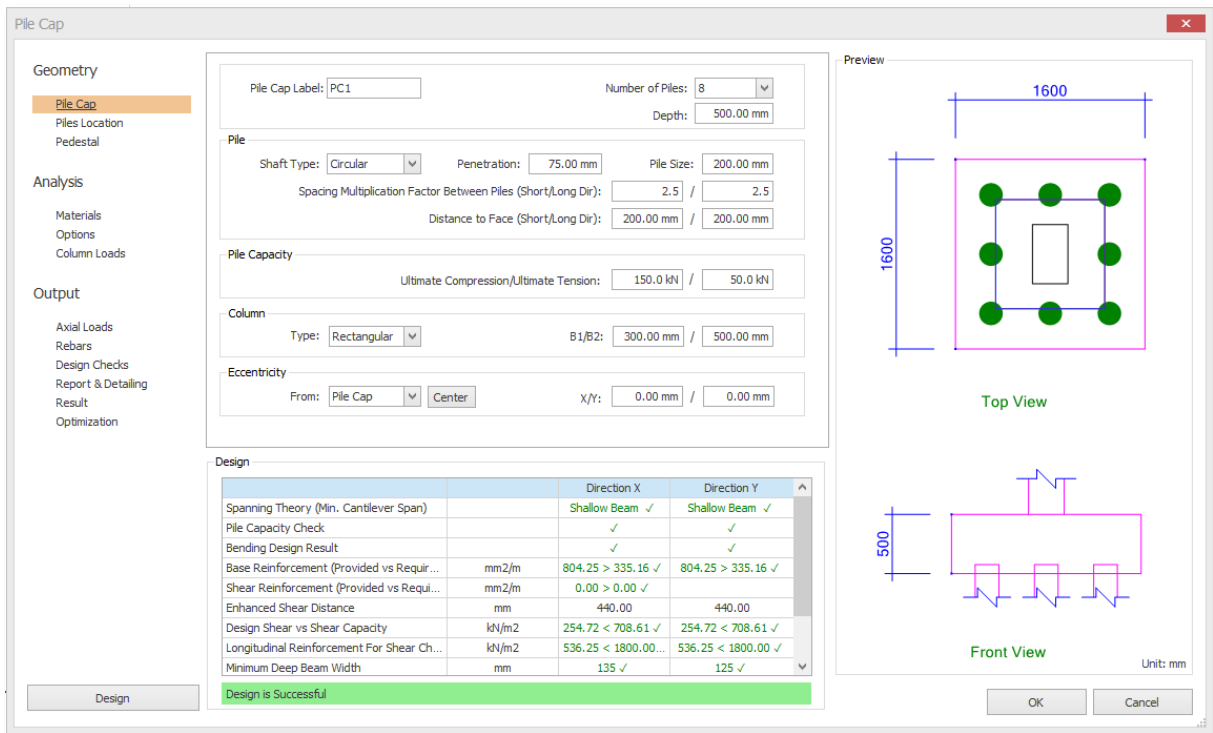 Pile Cap
Geometry
Pile Cap
Piles Location
Pedestal
Analysis
Materials
Options
Column Loads
Output
Axial Loads
Rebars
Design Checks
Report & Detailing
Result
Optimization
Design
Pile Cap Label: PC1 Number of Piles: 8
Depth: 500.00 mm
Pile
Shaft Type: Circular Penetration: 75.00 mm Pile Size: 200.00 mm
Spacing Multiplication Factor Between Piles (Short/Long Dir): 2.5 / 2.5
Distance to Face (Short/Long Dir): 200.00 mm / 200.00 mm
Pile Capacity
Ultimate Compression/Ultimate Tension: 150.0 kN / 50.0 kN
Column
Type: Rectangular B1/B2: 300.00 mm / 500.00 mm
Eccentricity
From: Pile Cap Center X/Y: 0.00 mm / 0.00 mm
Design
Direction X Direction Y
Spanning Theory (Min. Cantilever Span) Shallow Beam ✓ Shallow Beam ✓
Pile Capacity Check ✓ ✓
Bending Design Result ✓ ✓
Base Reinforcement (Provided vs Requir... mm2/m 804.25 > 335.16 ✓ 804.25 > 335.16 ✓
Shear Reinforcement (Provided vs Requi... mm2/m 0.00 > 0.00 ✓
Enhanced Shear Distance mm 440.00 440.00
Design Shear vs Shear Capacity kN/m2 254.72 < 708.61 ✓ 254.72 < 708.61 ✓
Longitudinal Reinforcement For Shear Ch... kN/m2 536.25 < 1800.00... 536.25 < 1800.00 ✓
Minimum Deep Beam Width mm 135 ✓ 125 ✓
Design is Successful
Preview
1600
1600
Top View
500
Front View
Unit: mm
OK Cancel